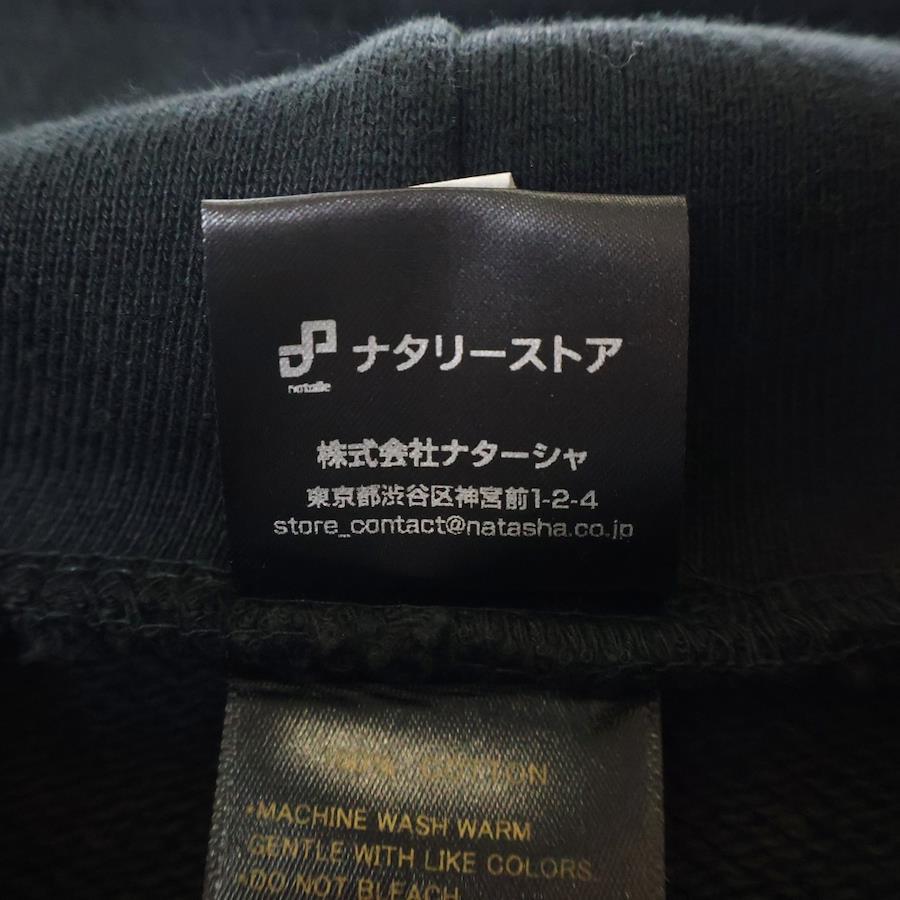 ナタリーストア
natalie
株式会社ナターシャ
東京都渋谷区神宮前1-2-4
store_contact@natasha.co.jp
COTTON
*MACHINE WASH WARM
GENTLE WITH LIKE COLORS.
*DO NOT BLEACH